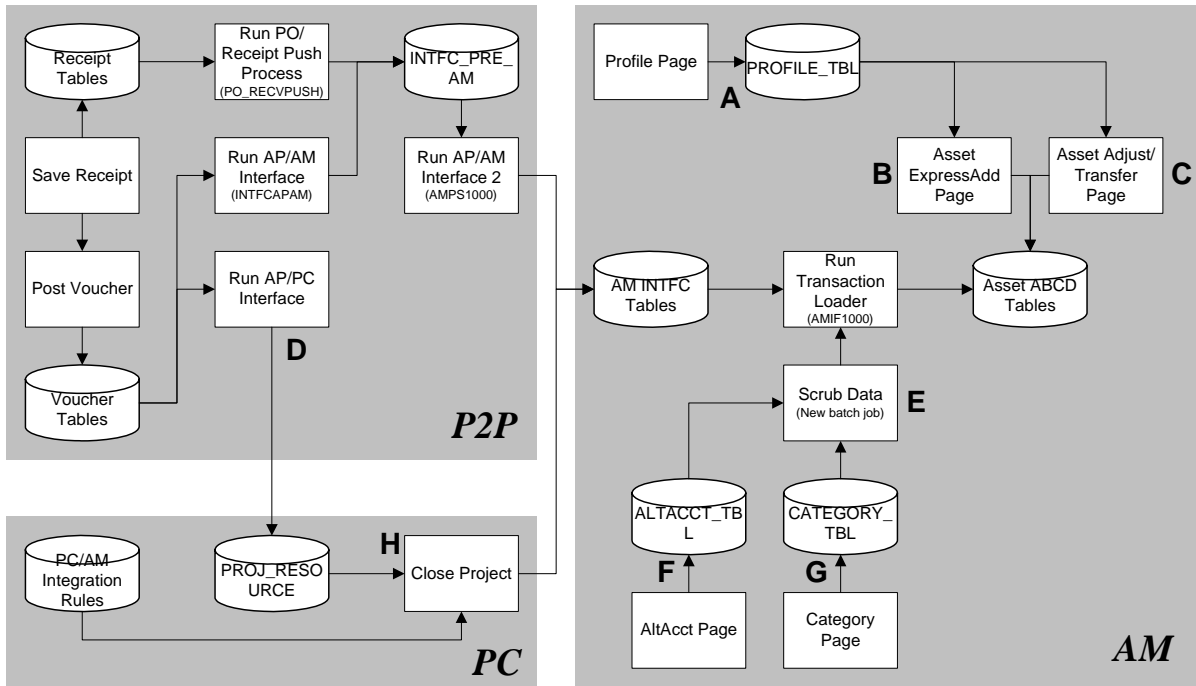 Receipt
Tables
Run PO/
Receipt Push
Process
(PO_RECVPUSH)
INTFC_PRE_
AM
Save Receipt
Run AP/AM
Interface
(INTFCAPAM)
Run AP/AM
Interface 2
(AMPS1000)
Post Voucher
Run AP/PC
Interface
D
Voucher
Tables
P2P
PC/AM
Integration
Rules
PROJ_RESO
URCE
H
Close Project
PC
Profile Page
A
PROFILE_TBL
B
Asset
ExpressAdd
Page
Asset Adjust/
Transfer
Page
C
AM INTFC
Tables
Run
Transaction
Loader
(AMIF1000)
Asset ABCD
Tables
Scrub Data
(New batch job)
E
ALTACCT_TB
L
CATEGORY_
TBL
F
G
AltAcct Page
Category
Page
AM